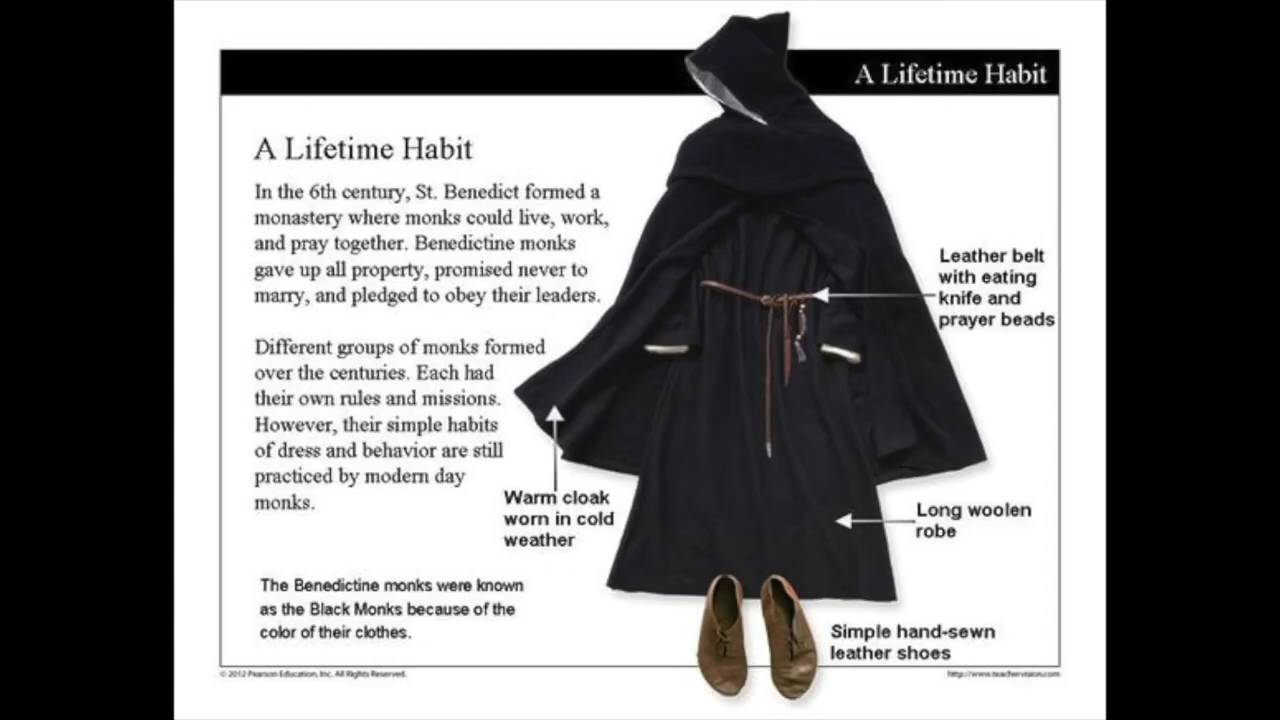 A Lifetime Habit
A Lifetime Habit
In the 6th century, St. Benedict formed a
monastery where monks could live, work,
and pray together. Benedictine monks
gave up all property, promised never to
marry, and pledged to obey their leaders.
Different groups of monks formed
over the centuries. Each had
their own rules and missions.
However, their simple habits
of dress and behavior are still
practiced by modern day
monks.
The Benedictine monks were known
as the Black Monks because of the
color of their clothes.
Warm cloak
worn in cold
weather
Leather belt
with eating
knife and
prayer beads
Long woolen
robe
Simple hand-sewn
leather shoes
© 2012 Pearson Education, Inc. All Rights Reserved.
http://www.teachervision.com